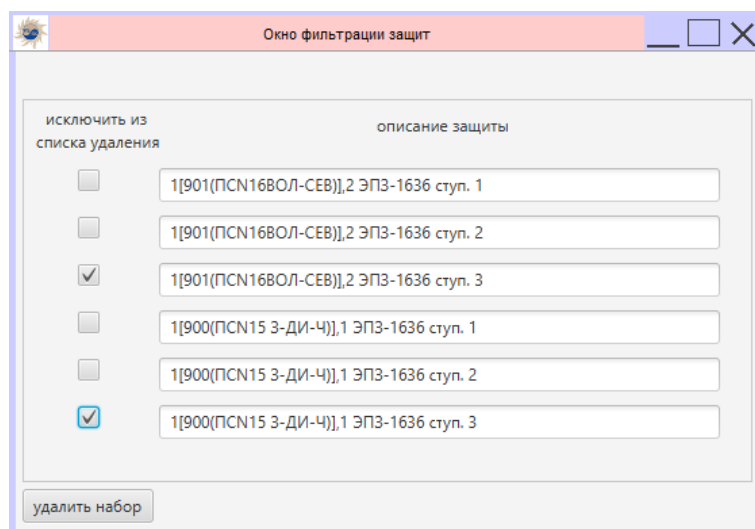 Окно фильтрации защит
исключить из
списка удаления
описание защиты
1[901(ПСN16ВОЛ-СЕВ)],2 ЭПЗ-1636 ступ. 1
1[901(ПСN16ВОЛ-СЕВ)],2 ЭПЗ-1636 ступ. 2
1[901(ПСN16ВОЛ-СЕВ)],2 ЭПЗ-1636 ступ. 3
1[900(ПСN15 З-ДИ-Ч)],1 ЭПЗ-1636 ступ. 1
1[900(ПСN15 З-ДИ-Ч)],1 ЭПЗ-1636 ступ. 2
1[900(ПСN15 З-ДИ-Ч)],1 ЭПЗ-1636 ступ. 3
удалить набор